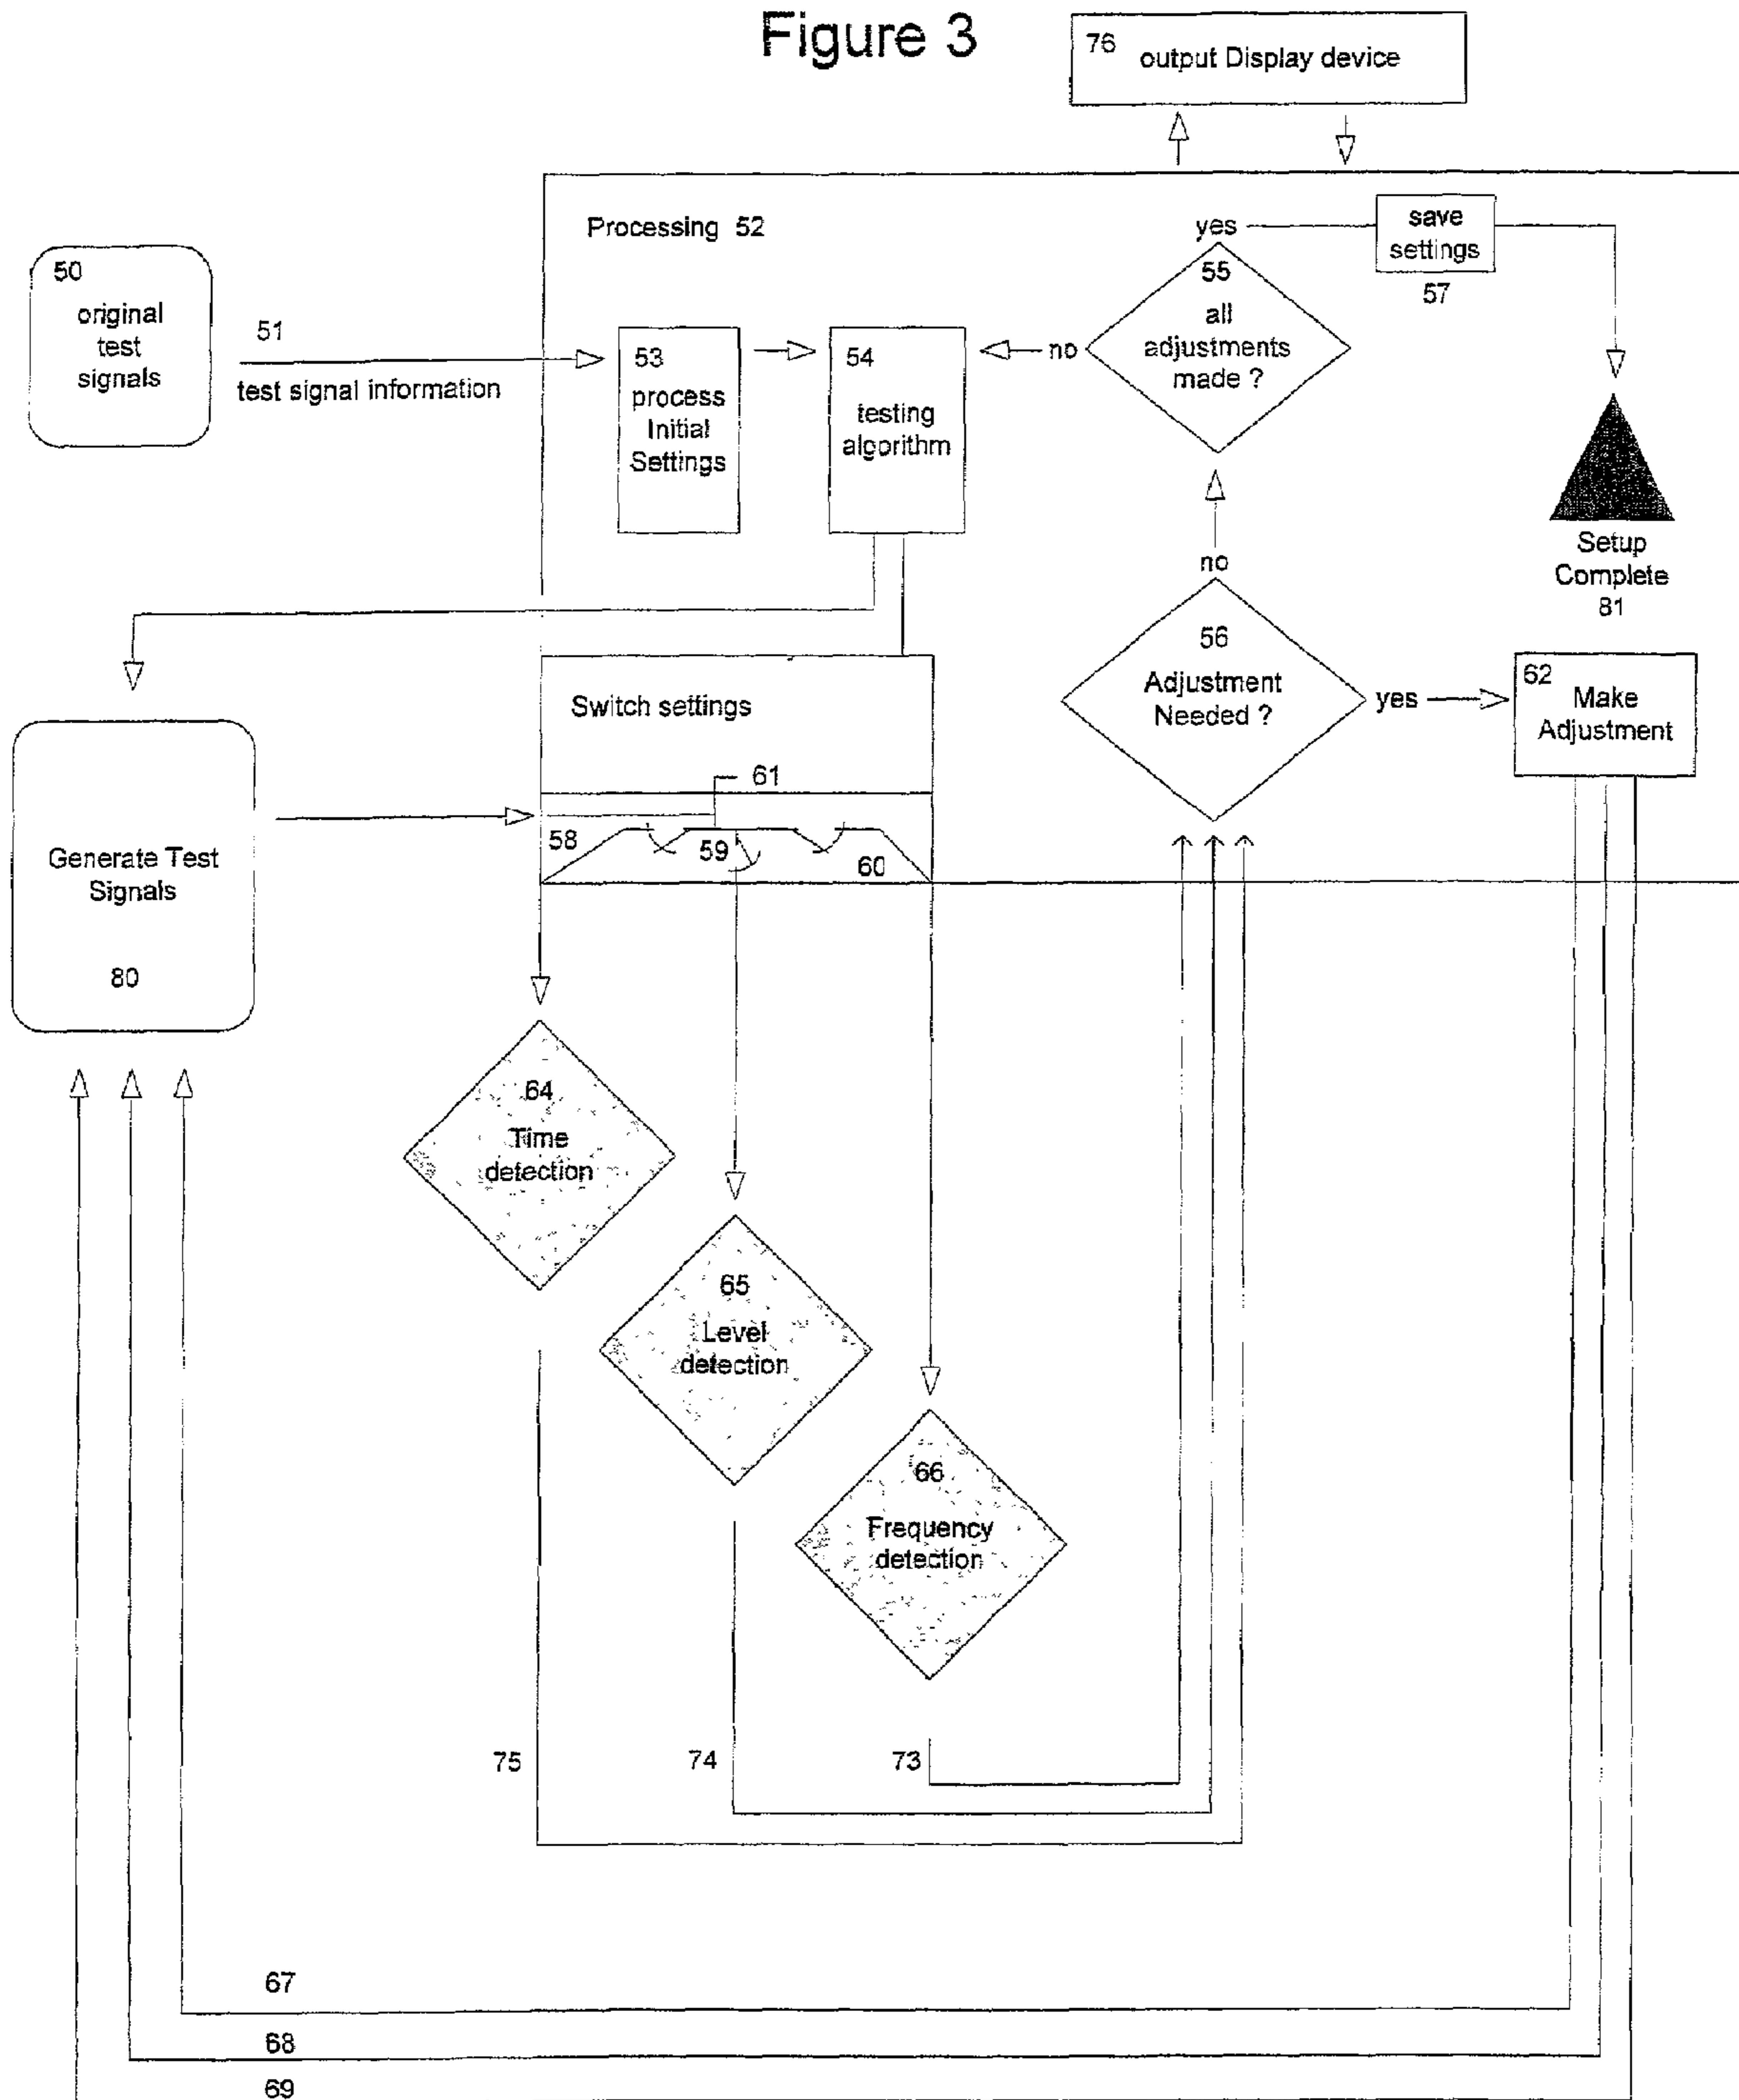 Figure 3
76
output Display device
Processing 52
yes
save
settings
57
50
original
test
signals
51
test signal information
53
process
Initial
Settings
54
testing
algorithm
no
55
all
adjustments
made ?
Setup
Complete
81
no
56
Adjustment
Needed ?
yes
62
Make
Adjustment
Switch settings
61
58
59
60
Generate Test
Signals
80
64
Time
detection
65
Level
detection
66
Frequency
detection
75
74
73
67
68
69